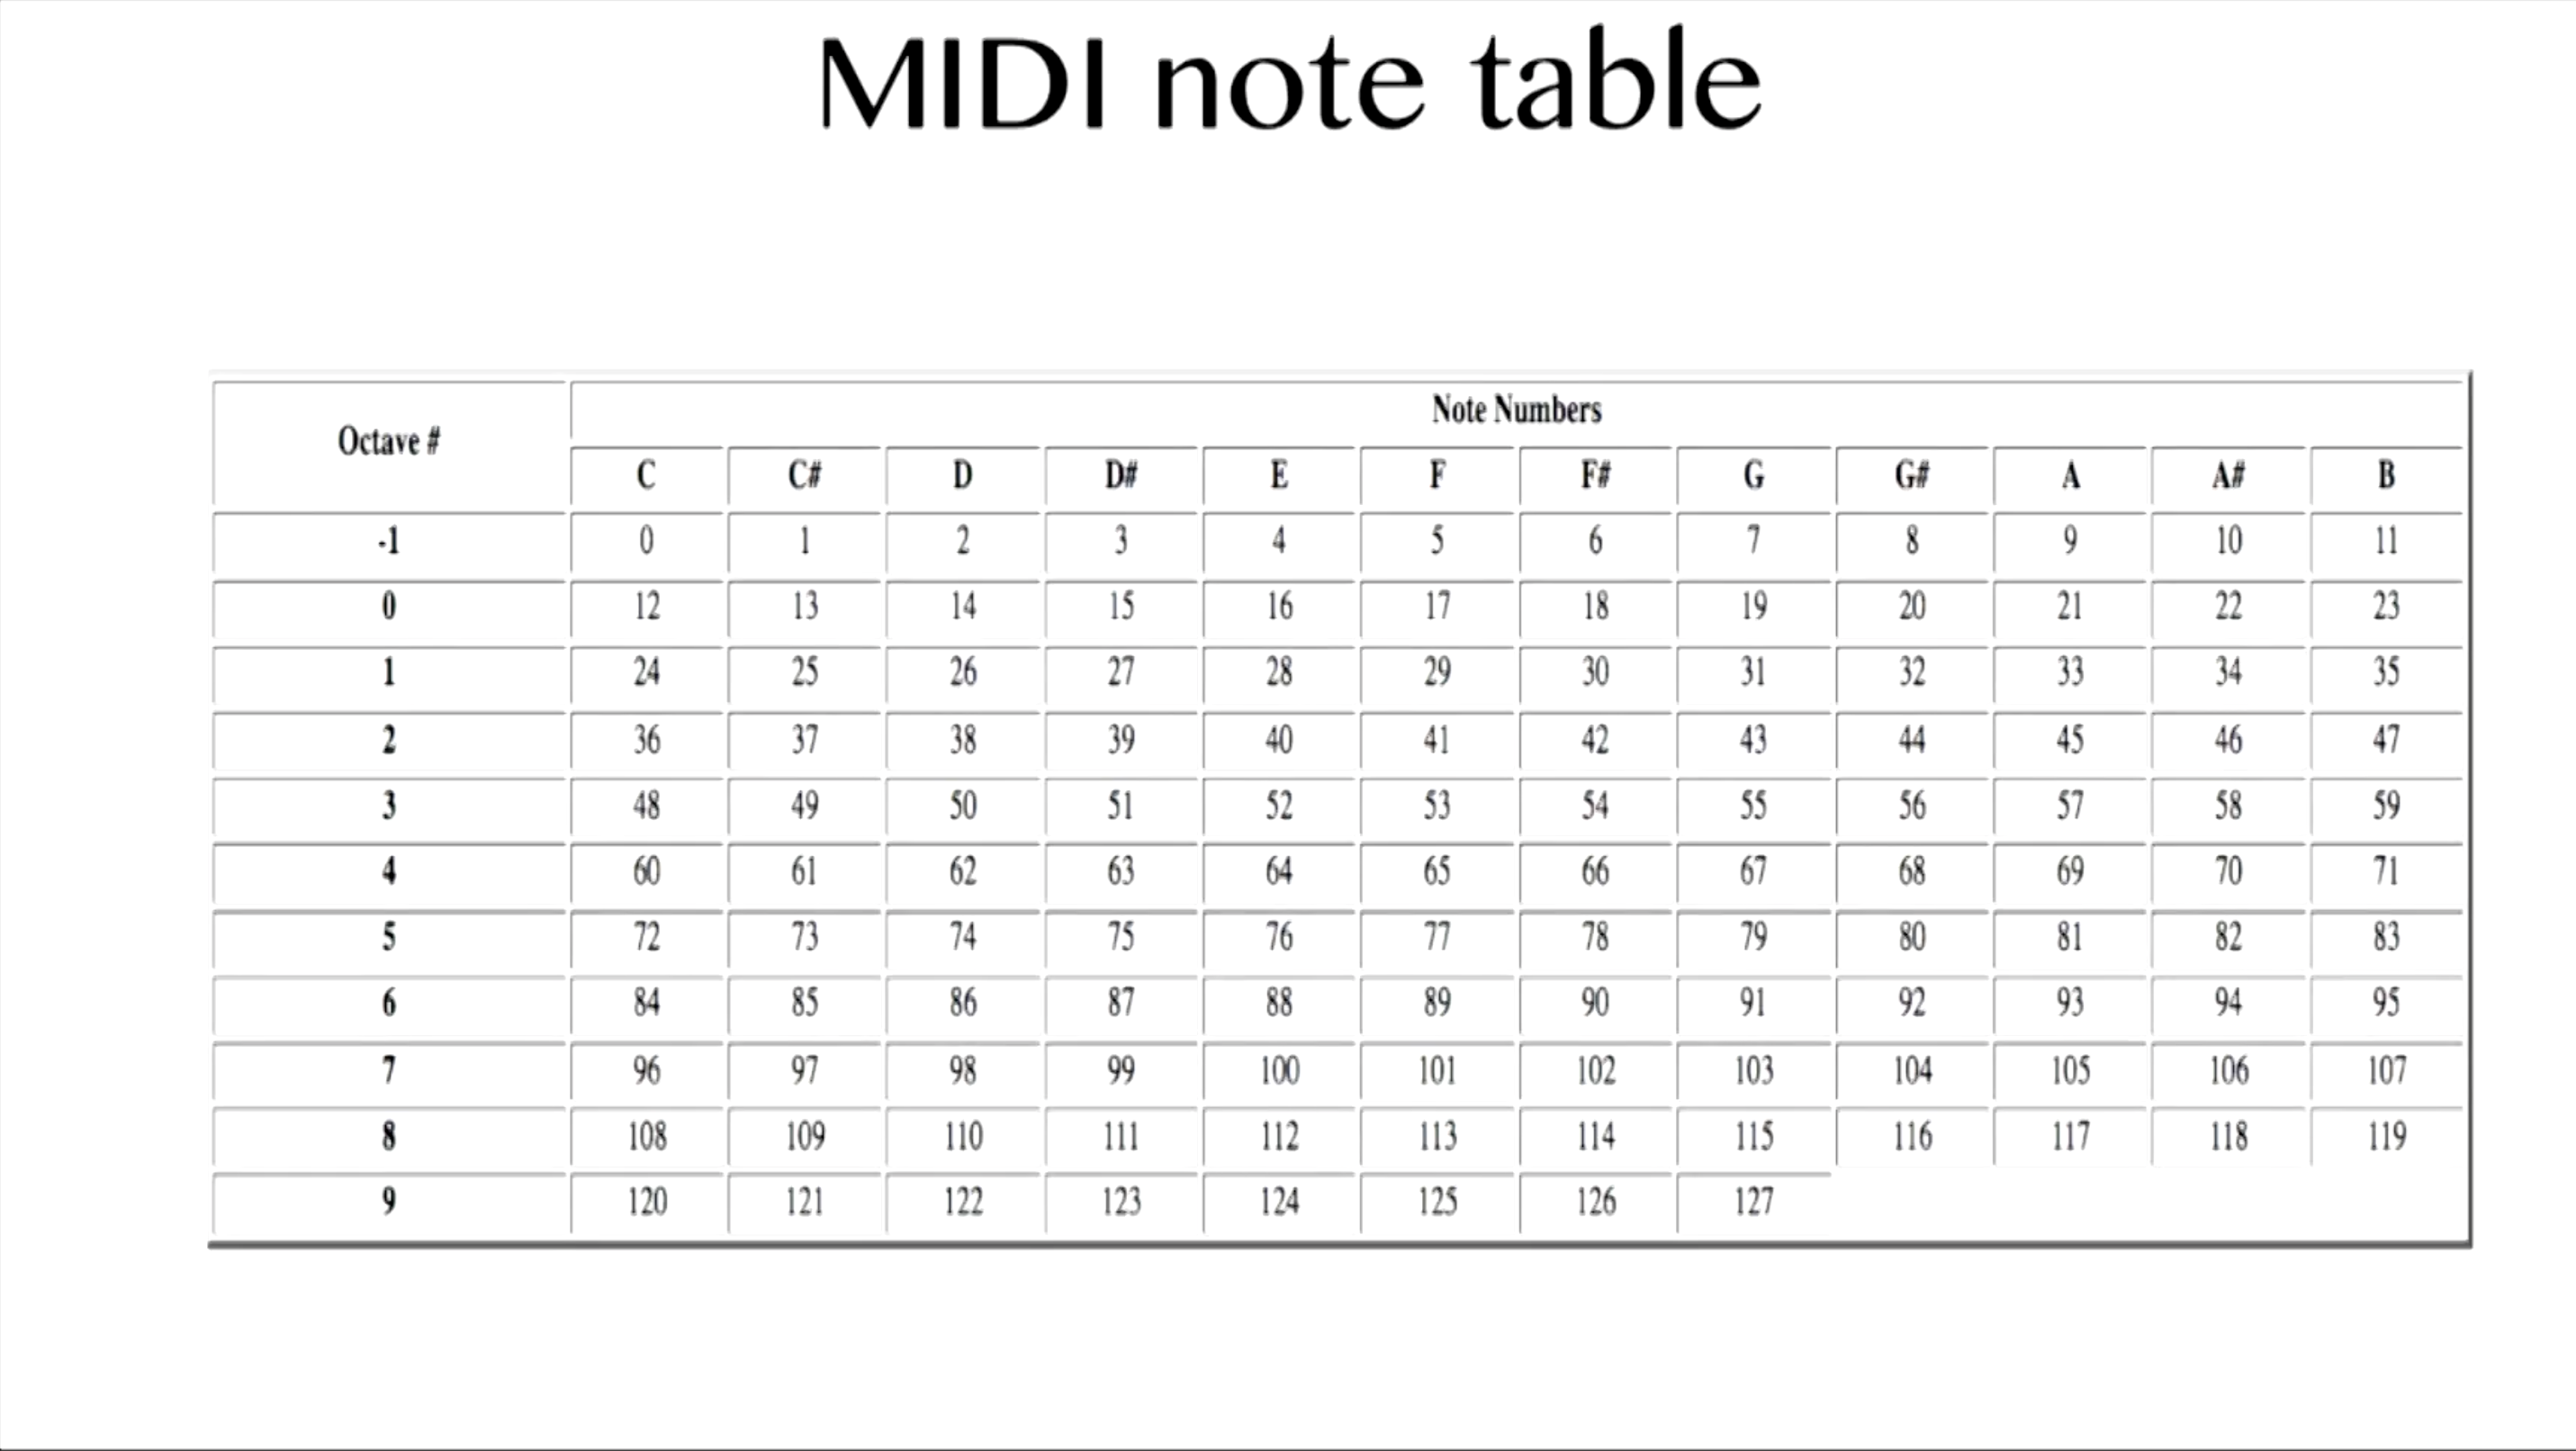 MIDI note table
Octave # Note Numbers
C C# D D# E F F# G G# A A# B
-1 0 1 2 3 4 5 6 7 8 9 10 11
0 12 13 14 15 16 17 18 19 20 21 22 23
1 24 25 26 27 28 29 30 31 32 33 34 35
2 36 37 38 39 40 41 42 43 44 45 46 47
3 48 49 50 51 52 53 54 55 56 57 58 59
4 60 61 62 63 64 65 66 67 68 69 70 71
5 72 73 74 75 76 77 78 79 80 81 82 83
6 84 85 86 87 88 89 90 91 92 93 94 95
7 96 97 98 99 100 101 102 103 104 105 106 107
8 108 109 110 111 112 113 114 115 116 117 118 119
9 120 121 122 123 124 125 126 127